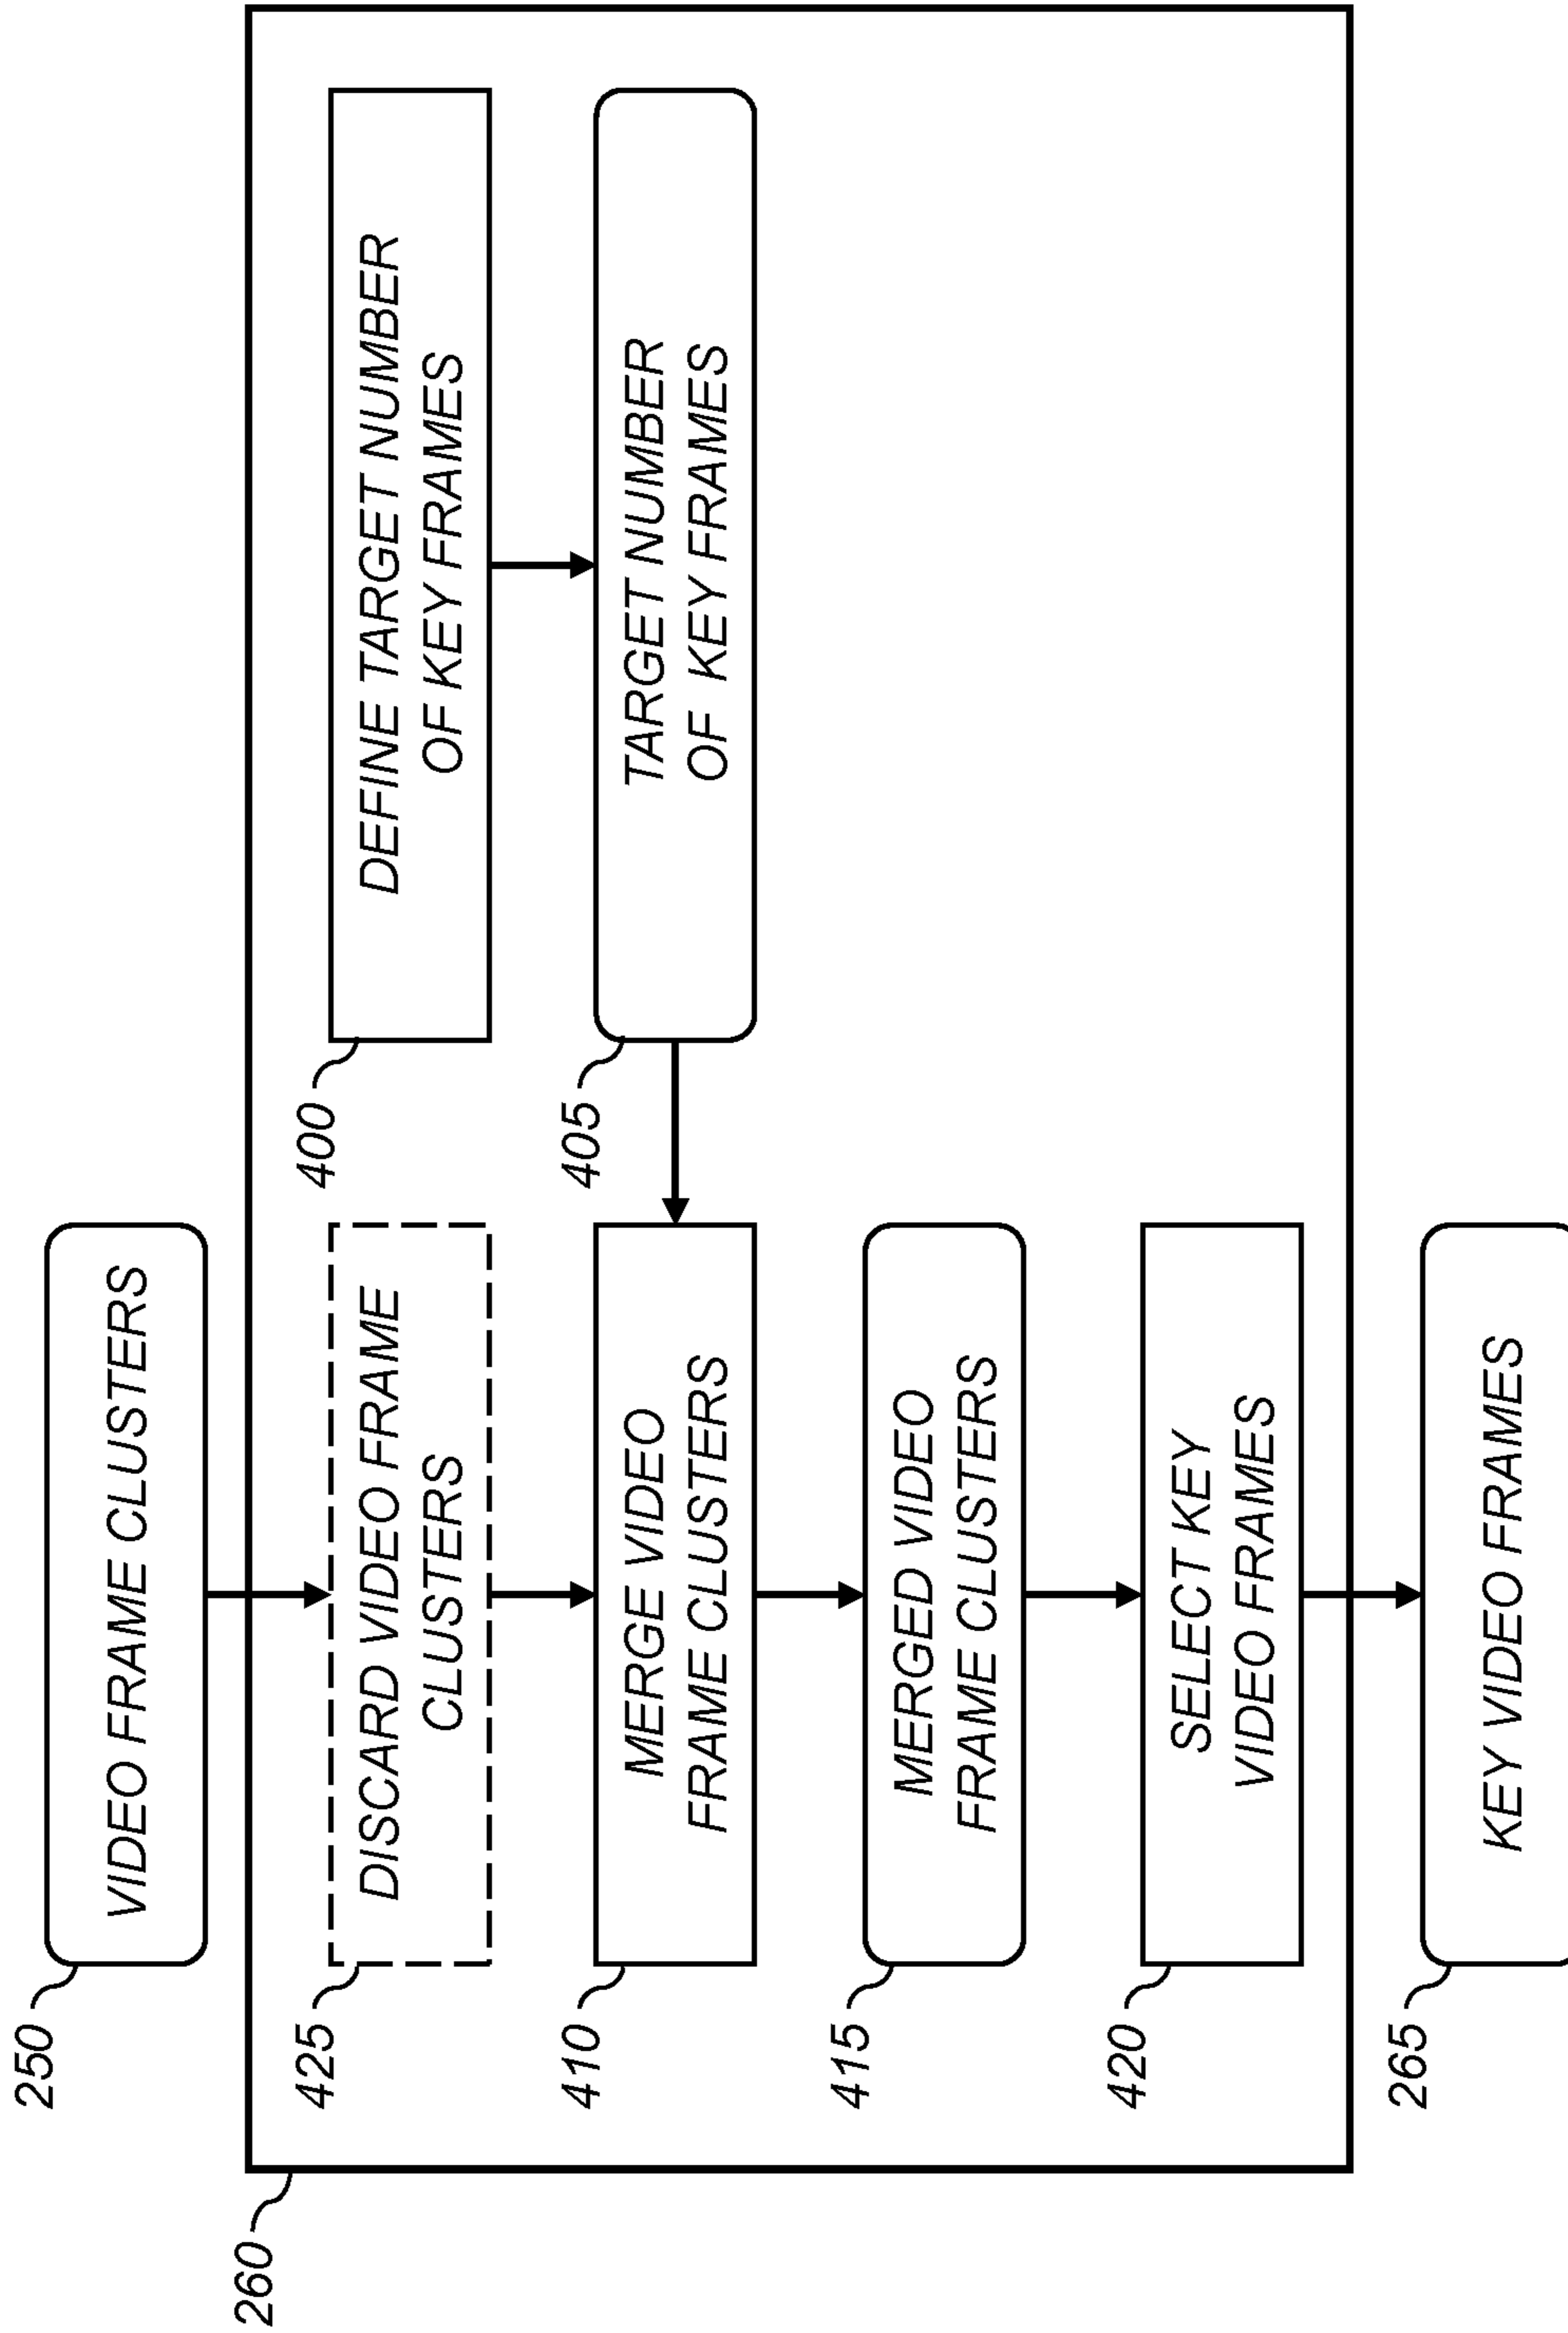 250
VIDEO FRAME CLUSTERS
260
425
DISCARD VIDEO FRAME
CLUSTERS
400
DEFINE TARGET NUMBER
OF KEY FRAMES
410
MERGE VIDEO
FRAME CLUSTERS
405
TARGET NUMBER
OF KEY FRAMES
415
MERGED VIDEO
FRAME CLUSTERS
420
SELECT KEY
VIDEO FRAMES
265
KEY VIDEO FRAMES